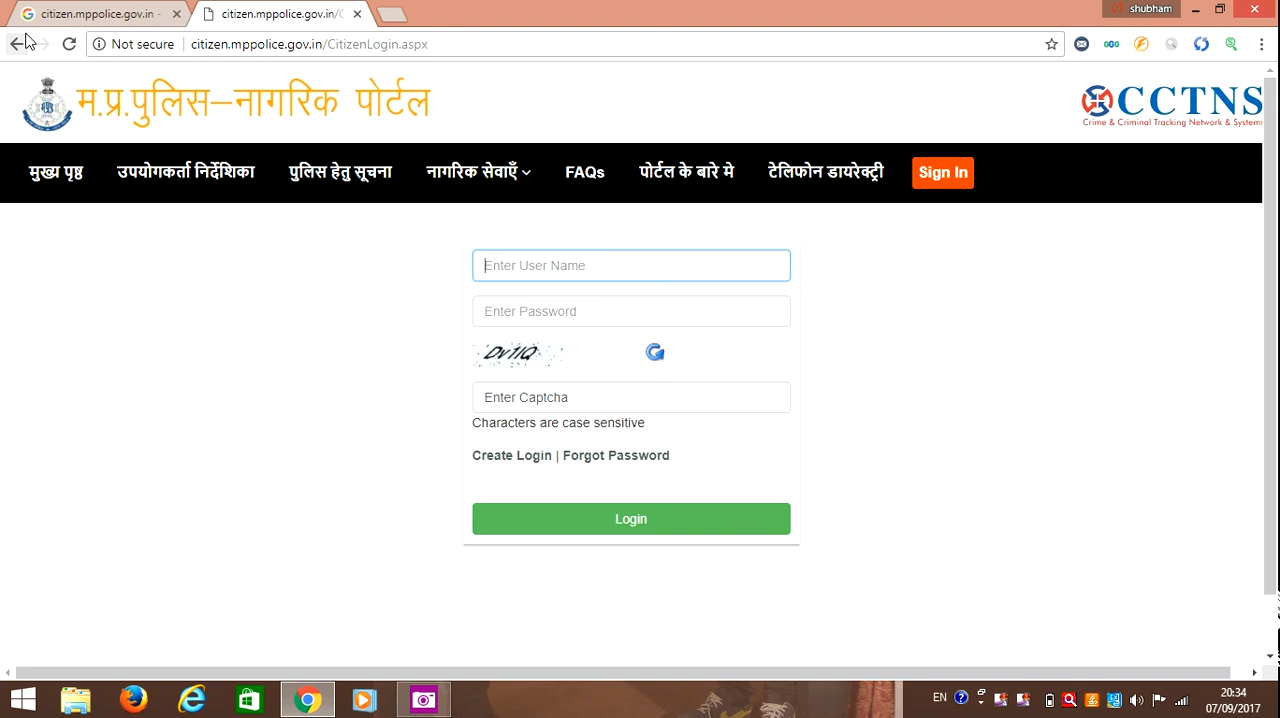 citizen.mppolice.gov.in -
citizen.mppolice.gov.in/C
shubham
Not secure
citizen.mppolice.gov.in/CitizenLogin.aspx
म.प्र.पुलिस–नागरिक पोर्टल
CCTNS
Crime & Criminal Tracking Network & Systems
मुख्य पृष्ठ उपयोगकर्ता निर्देशिका पुलिस हेतु सूचना नागरिक सेवाएँ FAQs पोर्टल के बारे मे टेलिफोन डायरेक्ट्री Sign In
Enter User Name
Enter Password
Dv1IQ
Enter Captcha
Characters are case sensitive
Create Login | Forgot Password
Login
EN
20:34
07/09/2017